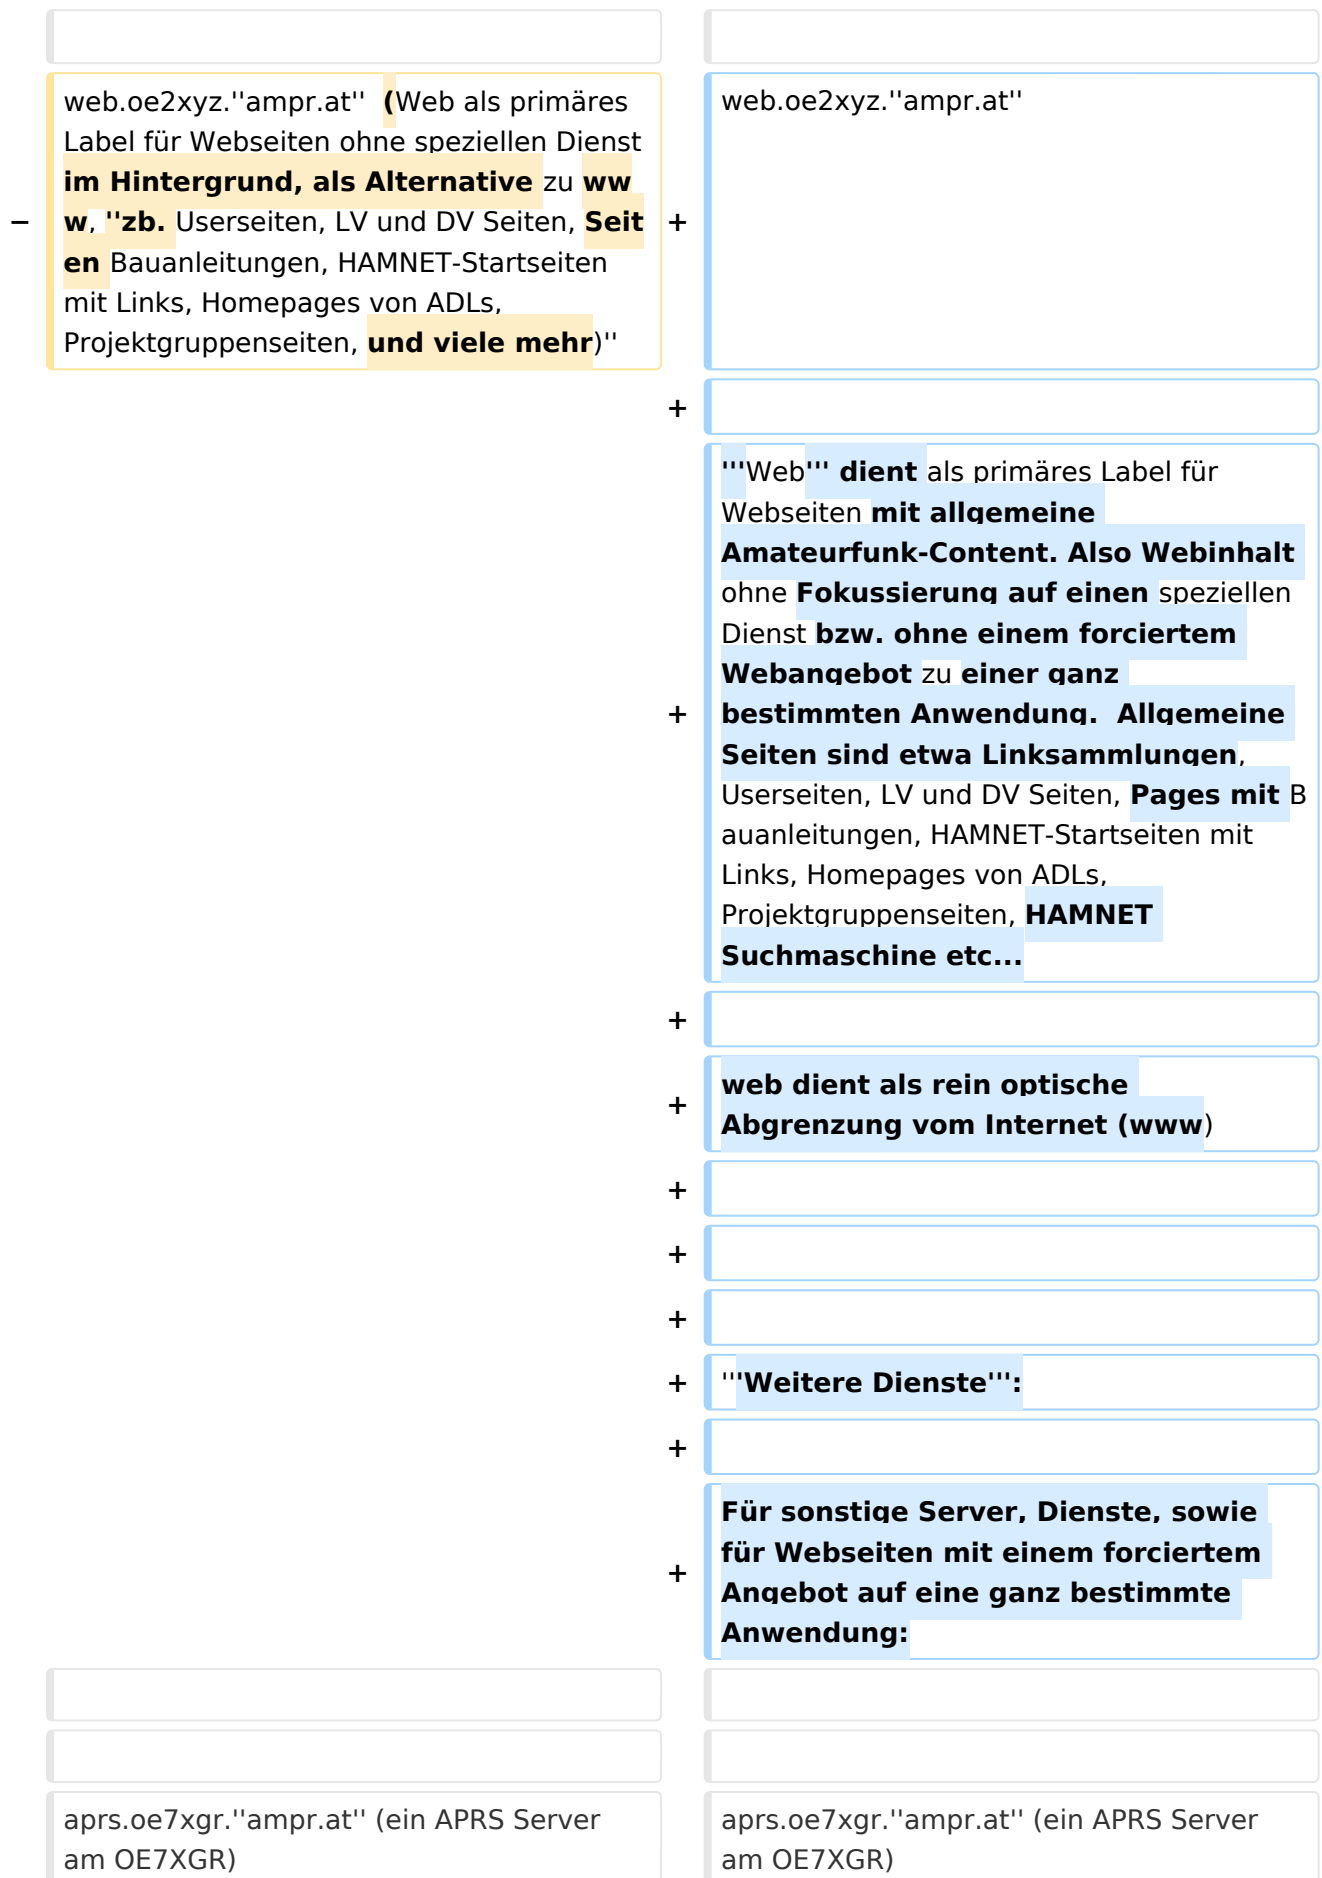 web.oe2xyz.''ampr.at''  (Web als primäres
Label für Webseiten ohne speziellen Dienst
im Hintergrund, als Alternative zu ww
w, ''zb. Userseiten, LV und DV Seiten, Seit
en Bauanleitungen, HAMNET-Startseiten
mit Links, Homepages von ADLs,
Projektgruppenseiten, und viele mehr)''
−
+
web.oe2xyz.''ampr.at''
+
+
'''Web''' dient als primäres Label für
Webseiten mit allgemeine
Amateurfunk-Content. Also Webinhalt
ohne Fokussierung auf einen speziellen
Dienst bzw. ohne einem forciertem
Webangebot zu einer ganz
bestimmten Anwendung.  Allgemeine
Seiten sind etwa Linksammlungen,
Userseiten, LV und DV Seiten, Pages mit B
auanleitungen, HAMNET-Startseiten mit
Links, Homepages von ADLs,
Projektgruppenseiten, HAMNET
Suchmaschine etc...
+
+
web dient als rein optische
Abgrenzung vom Internet (www)
+
+
+
+
'''Weitere Dienste''':
+
+
Für sonstige Server, Dienste, sowie
für Webseiten mit einem forciertem
Angebot auf eine ganz bestimmte
Anwendung:
aprs.oe7xgr.''ampr.at'' (ein APRS Server
am OE7XGR)
aprs.oe7xgr.''ampr.at'' (ein APRS Server
am OE7XGR)